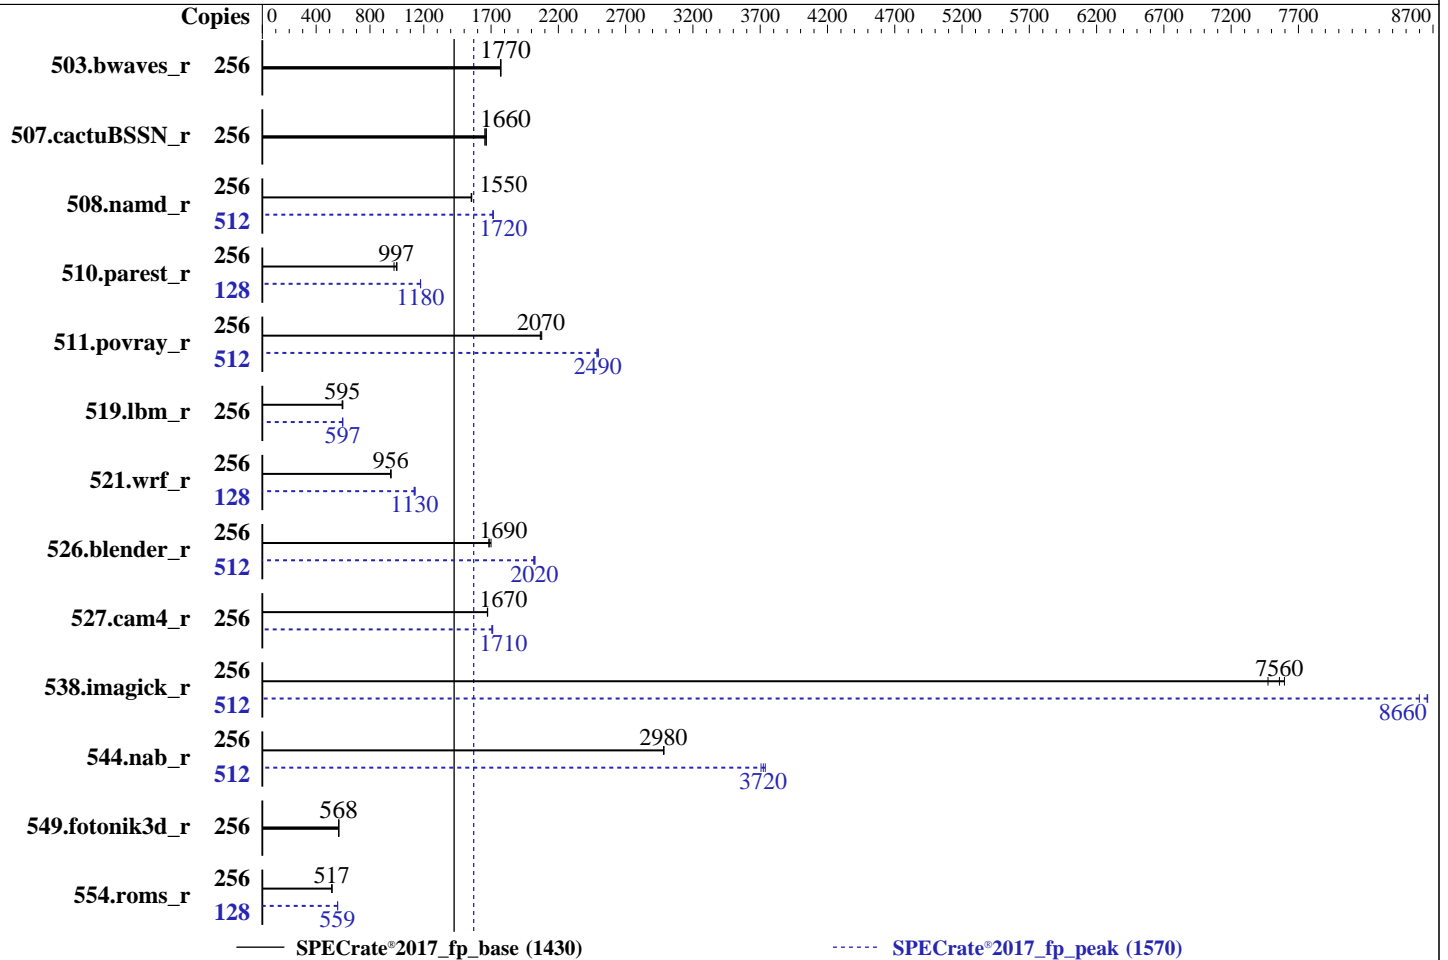 Copies 0 400 800 1200 1700 2200 2700 3200 3700 4200 4700 5200 5700 6200 6700 7200 7700 8700
1770
503.bwaves_r 256
1660
507.cactuBSSN_r 256
256 1550
508.namd_r
512 1720
256 997
510.parest_r
128 1180
256 2070
511.povray_r
512 2490
595
519.lbm_r 256
597
256 956
521.wrf_r
128 1130
256 1690
526.blender_r
512 2020
1670
527.cam4_r 256
1710
256 7560
538.imagick_r
512 8660
256 2980
544.nab_r
512 3720
568
549.fotonik3d_r 256
256 517
554.roms_r
128 559
SPECrate®2017_fp_base (1430) SPECrate®2017_fp_peak (1570)